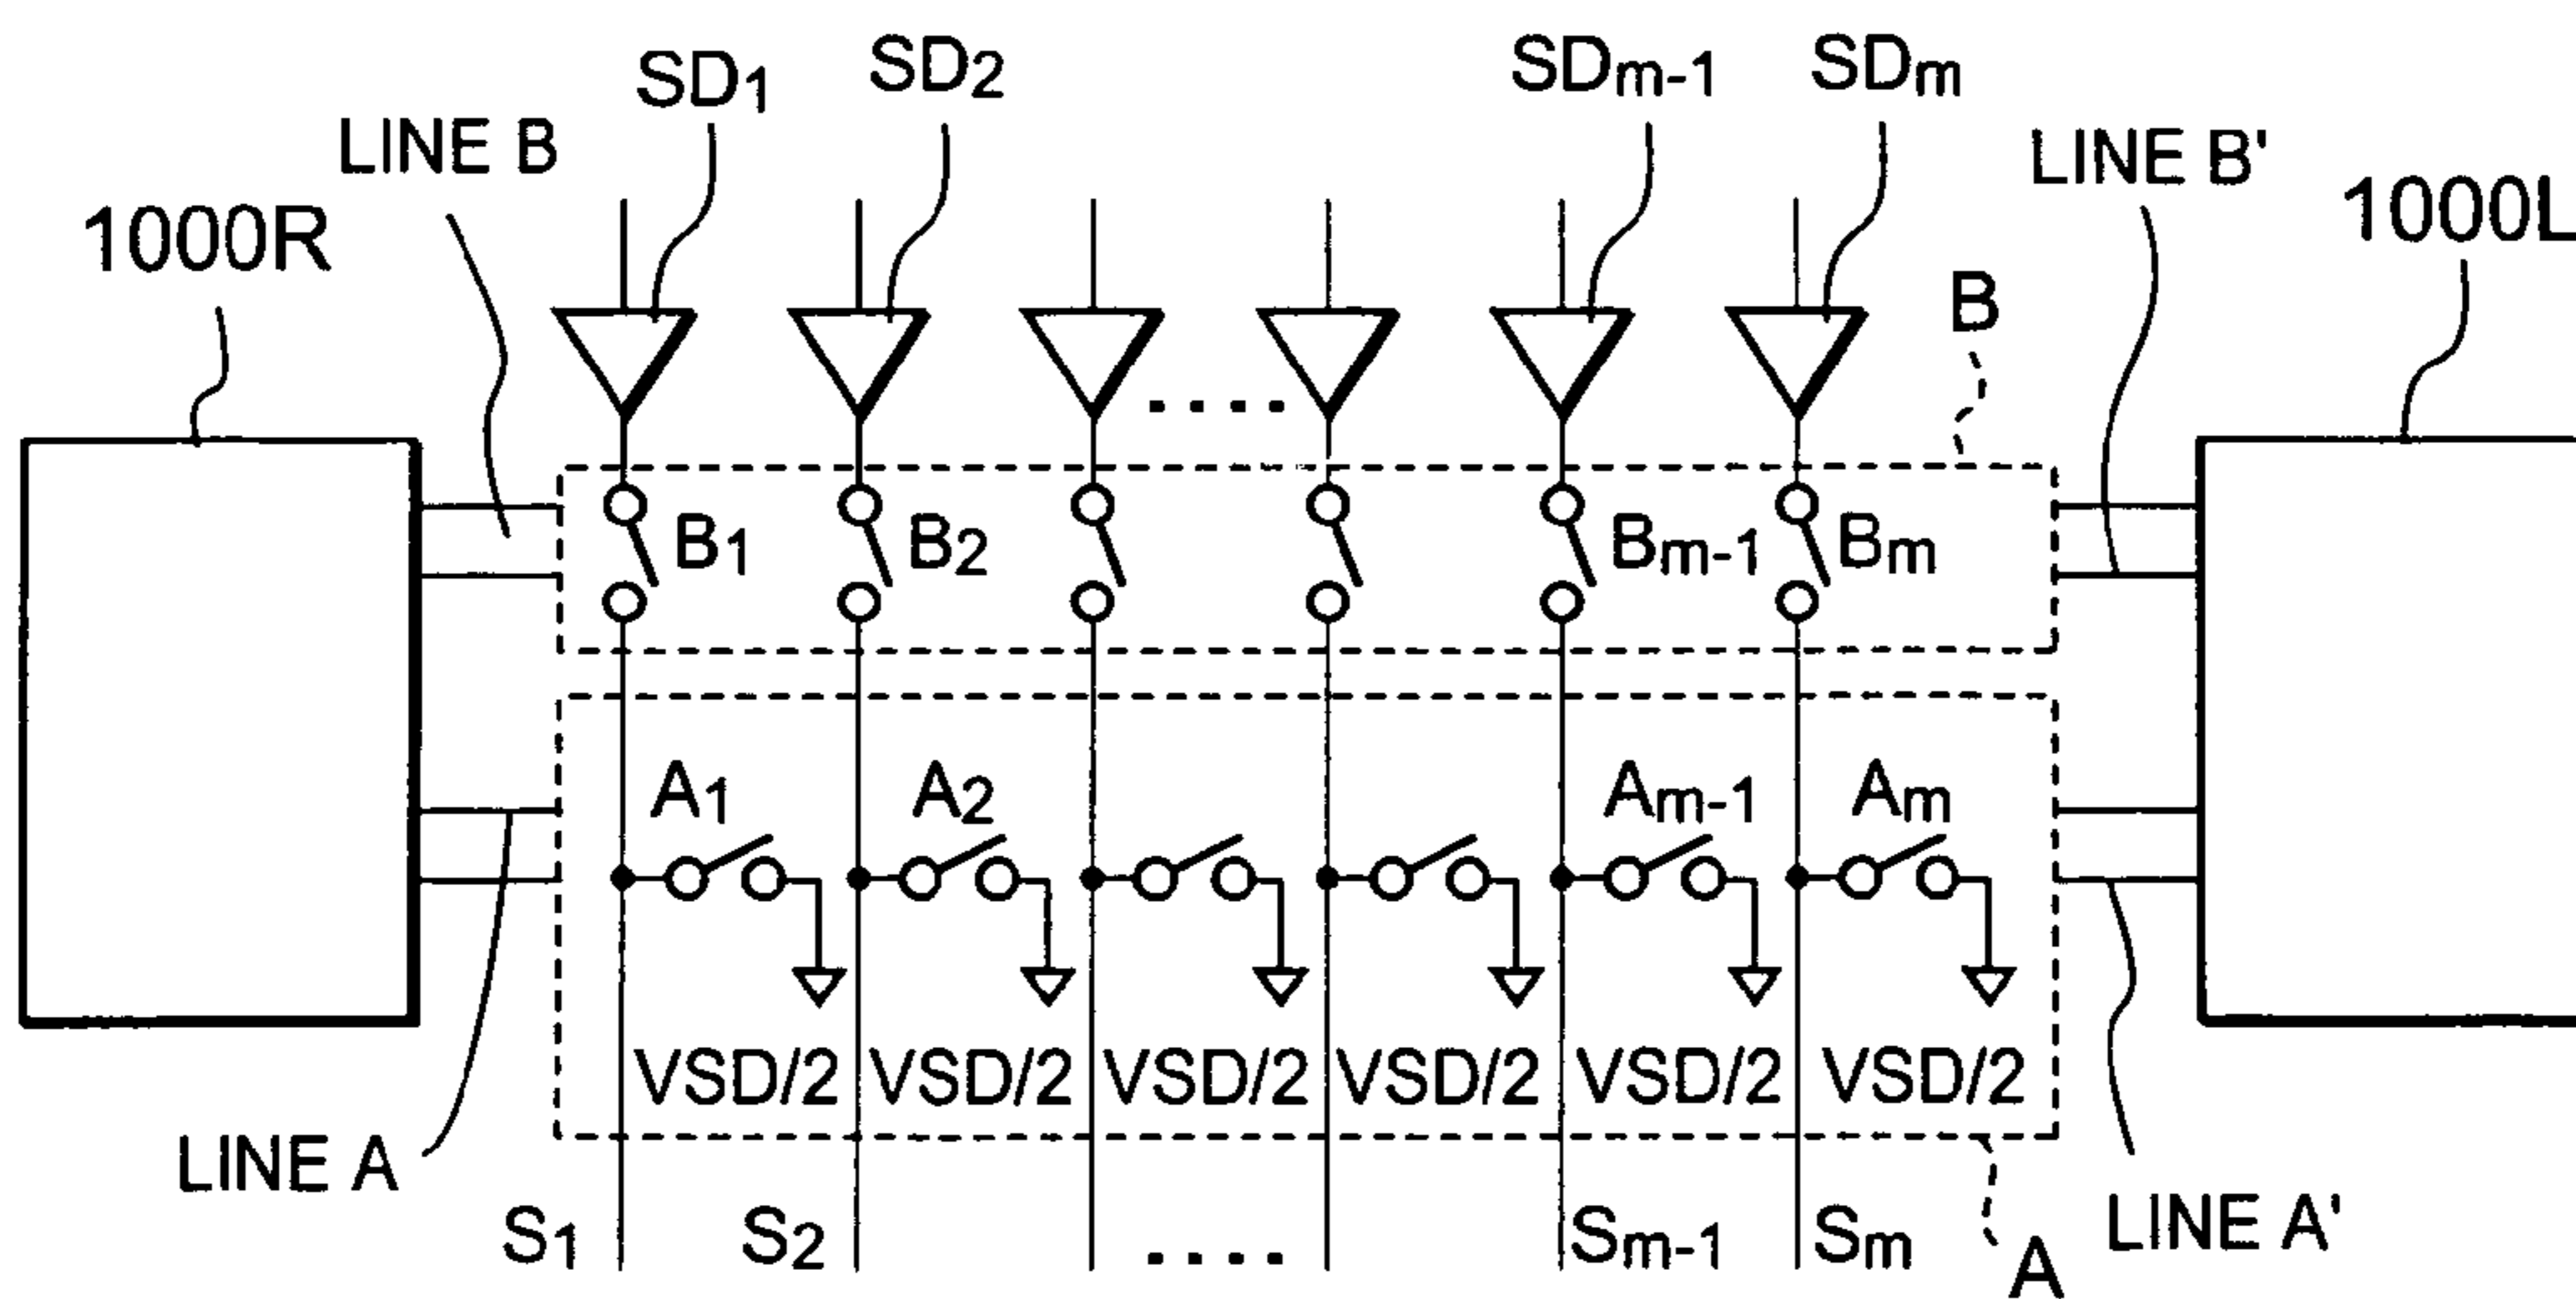 SD1 SD2 SDm-1 SDm
LINE B LINE B'
1000R 1000L
B
B1 B2 Bm-1 Bm
A1 A2 Am-1 Am
VSD/2 VSD/2 VSD/2 VSD/2 VSD/2 VSD/2
LINE A LINE A'
S1 S2 .... Sm-1 Sm
A